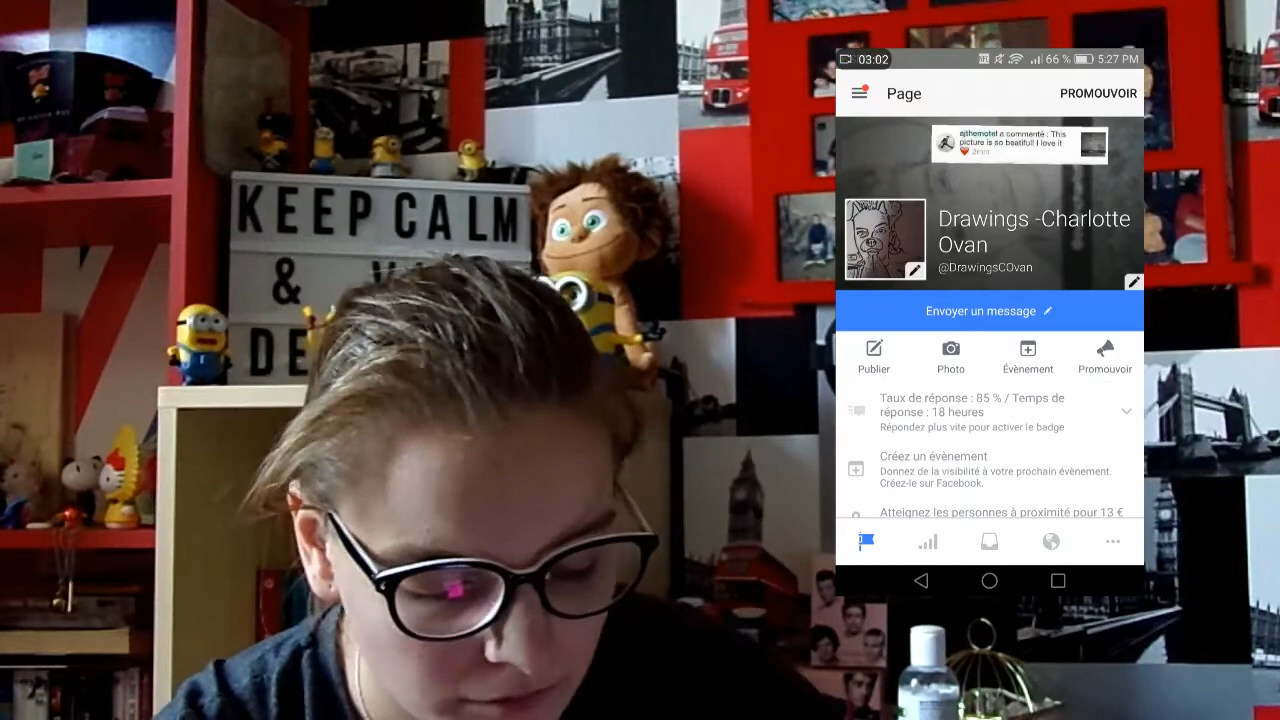 KEEP CALM
&
DE
03:02
66 % 5:27 PM
Page
PROMOUVOIR
ajthemotel a commenté : This
picture is so beatiful! I love it
2min
Drawings -Charlotte
Ovan
@DrawingsCOvan
Envoyer un message
Publier
Photo
Évènement
Promouvoir
Taux de réponse : 85 % / Temps de
réponse : 18 heures
Répondez plus vite pour activer le badge
Créez un évènement
Donnez de la visibilité à votre prochain évènement.
Créez-le sur Facebook.
Atteignez les personnes à proximité pour 13 €